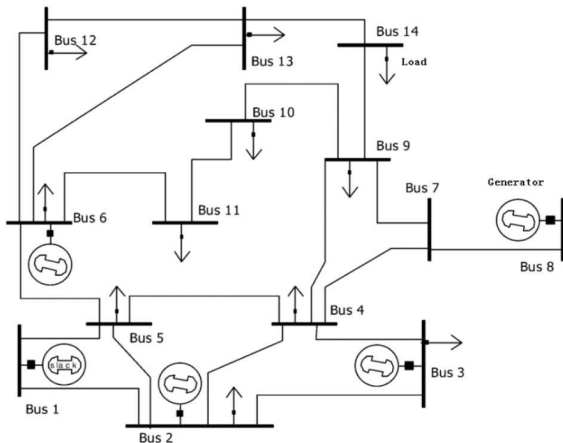 Bus 12
Bus 13
Bus 14
Load
Bus 10
Bus 9
Bus 7
Generator
Bus 6
Bus 11
Bus 8
Bus 5
Bus 4
slack
Bus 3
Bus 1
Bus 2